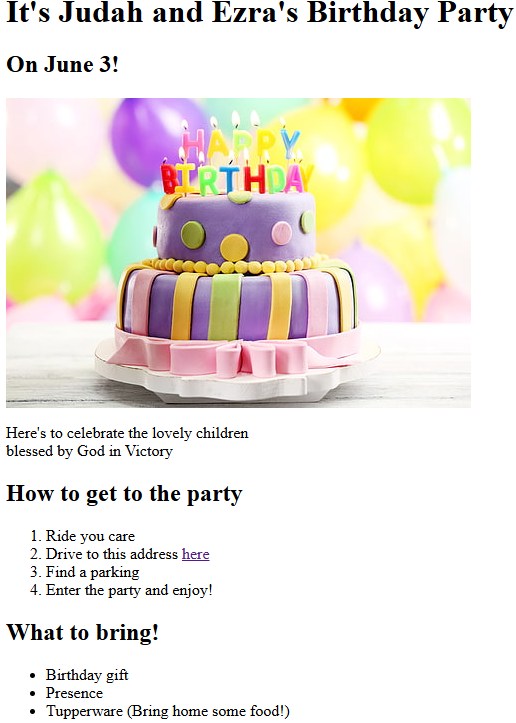 It's Judah and Ezra's Birthday Party
On June 3!
HAPPY
BIRTHDAY
Here's to celebrate the lovely children
blessed by God in Victory
How to get to the party
1. Ride you care
2. Drive to this address here
3. Find a parking
4. Enter the party and enjoy!
What to bring!
• Birthday gift
• Presence
• Tupperware (Bring home some food!)